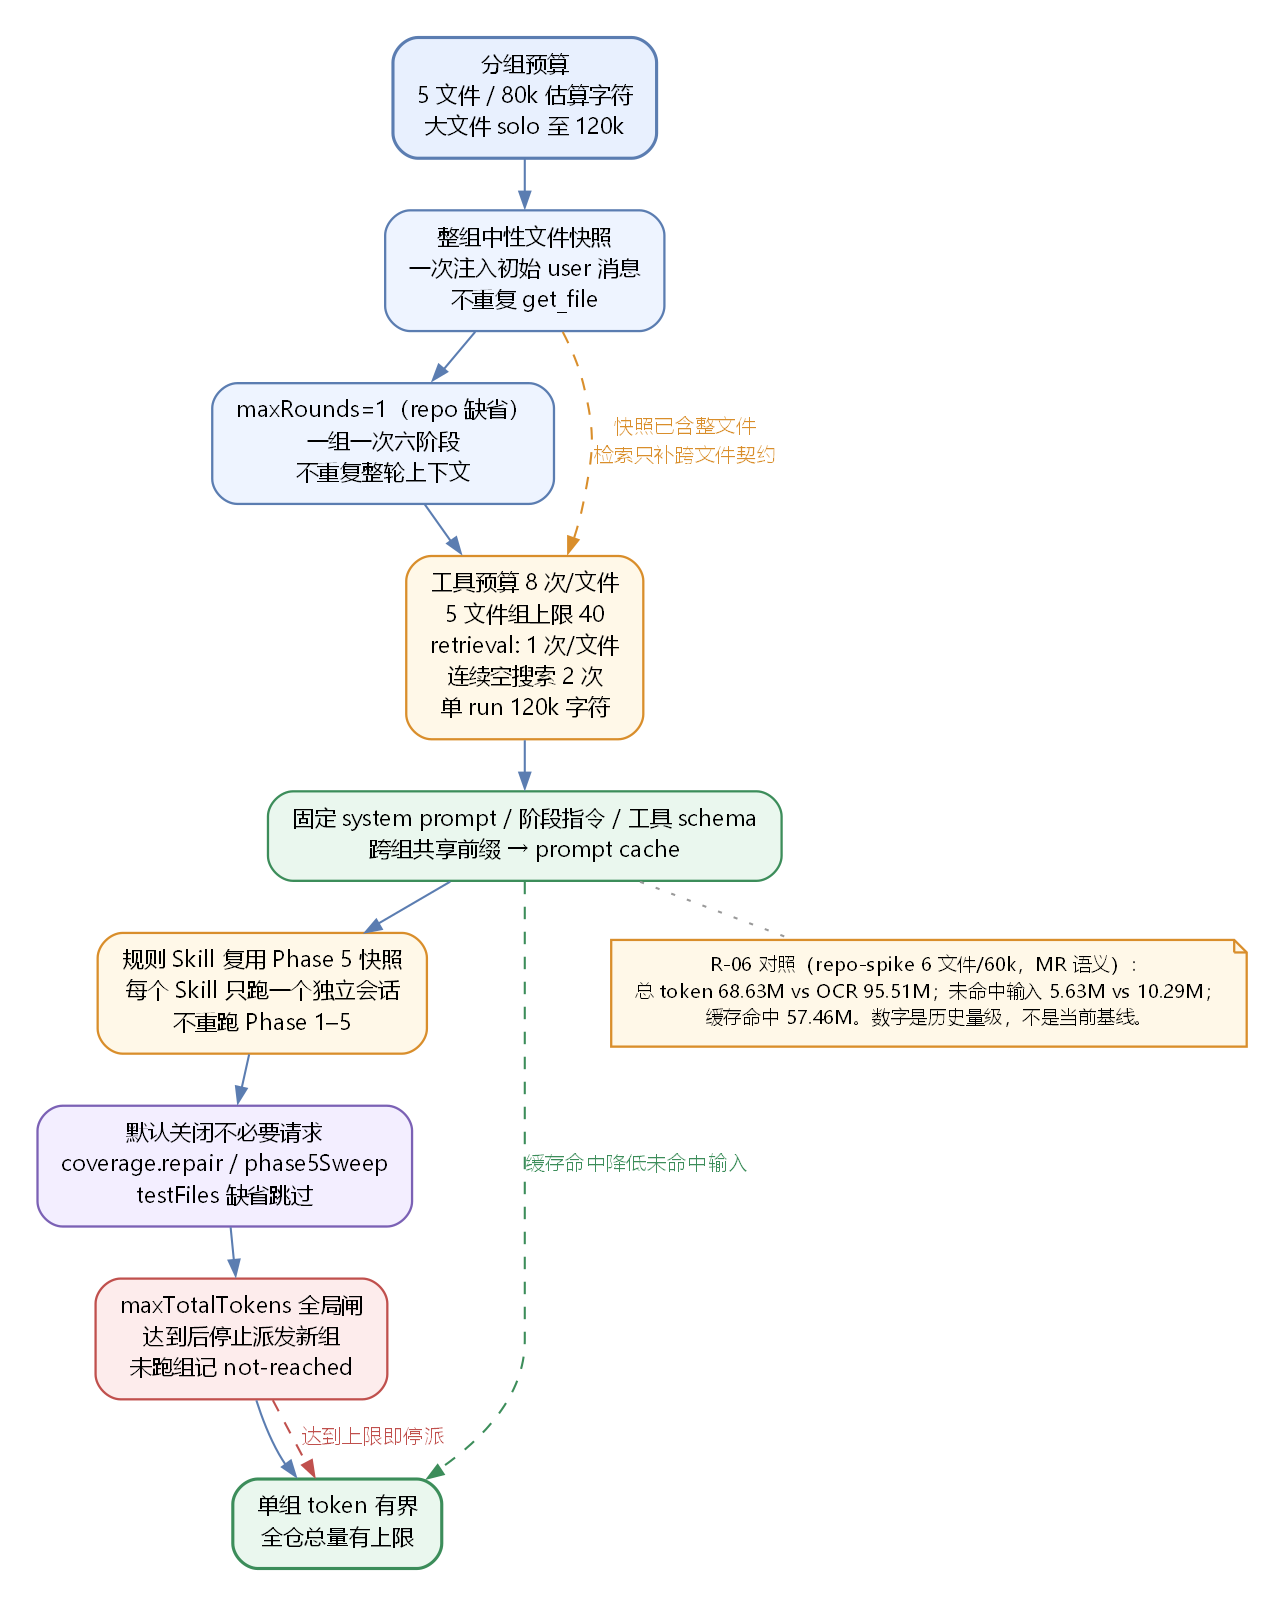 分组预算
5 文件 / 80k 估算字符
大文件 solo 至 120k
整组中性文件快照
一次注入初始 user 消息
不重复 get_file
maxRounds=1（repo 缺省）
一组一次六阶段
不重复整轮上下文
快照已含整文件
检索只补跨文件契约
工具预算 8 次/文件
5 文件组上限 40
retrieval: 1 次/文件
连续空搜索 2 次
单 run 120k 字符
固定 system prompt / 阶段指令 / 工具 schema
跨组共享前缀 → prompt cache
规则 Skill 复用 Phase 5 快照
每个 Skill 只跑一个独立会话
不重跑 Phase 1–5
R-06 对照（repo-spike 6 文件/60k，MR 语义）：
总 token 68.63M vs OCR 95.51M；未命中输入 5.63M vs 10.29M；
缓存命中 57.46M。数字是历史量级，不是当前基线。
默认关闭不必要请求
coverage.repair / phase5Sweep
testFiles 缺省跳过
缓存命中降低未命中输入
maxTotalTokens 全局闸
达到后停止派发新组
未跑组记 not-reached
达到上限即停派
单组 token 有界
全仓总量有上限